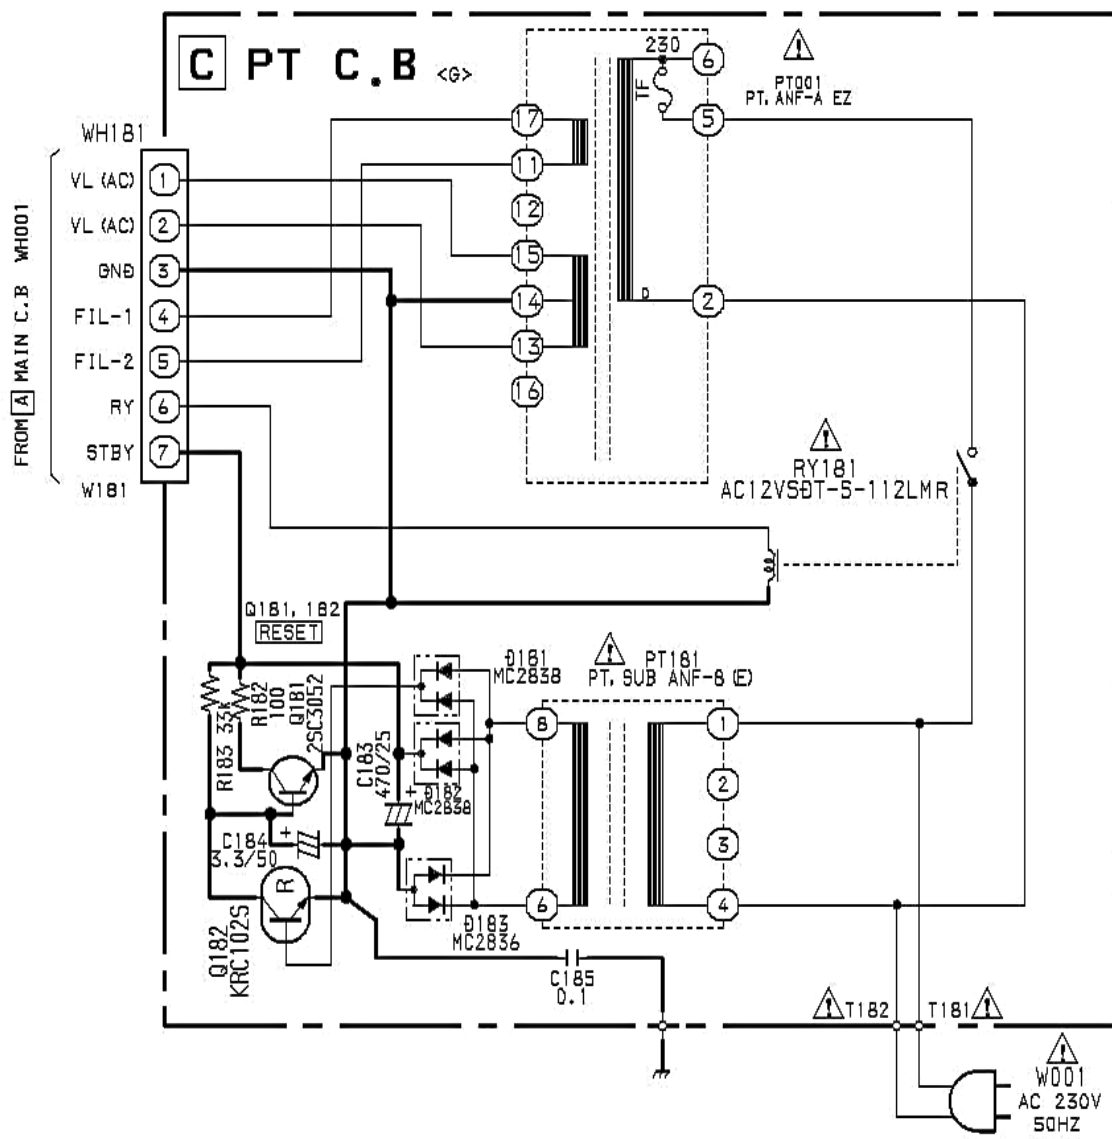 C PT C.B <G>
230
TF
6
PT001
PT. ANF-A EZ
5
17
11
12
15
14
13
16
D
2
WH181
VL (AC) 1
VL (AC) 2
GND 3
FIL-1 4
FIL-2 5
RY 6
STBY 7
W181
FROM A MAIN C.B WH001
RY181
AC12VSDT-S-112LMR
Q181, 182
RESET
R183 33K
R182
100
Q181
2SC3052
C183
470/25
+
D181
MC2838
D182
MC2838
PT181
PT. SUB ANF-8 (E)
8
1
2
3
6
4
C184
3.3/50
+
R
Q182
KRC102S
D183
MC2836
C185
0.1
T182
T181
W001
AC 230V
50HZ